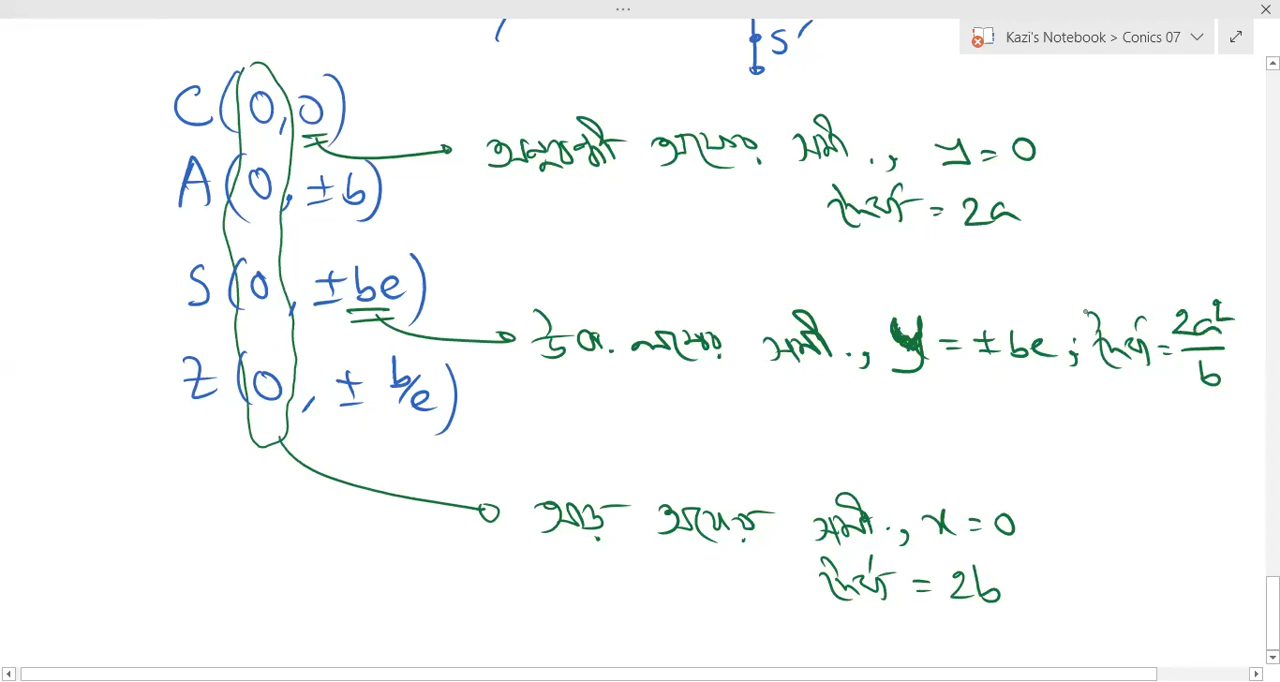 ...
S′
Kazi's Notebook > Conics 07
C(0,0)
অনুবন্ধী অক্ষের সমী., y = 0
A(0, ±b)
দৈর্ঘ্য = 2a
S(0, ±be)
উপকে. লম্বের সমী., y = ±be; দৈর্ঘ্য = 2a²/b
Z(0, ± b/e)
আড় অক্ষের সমী., x = 0
দৈর্ঘ্য = 2b